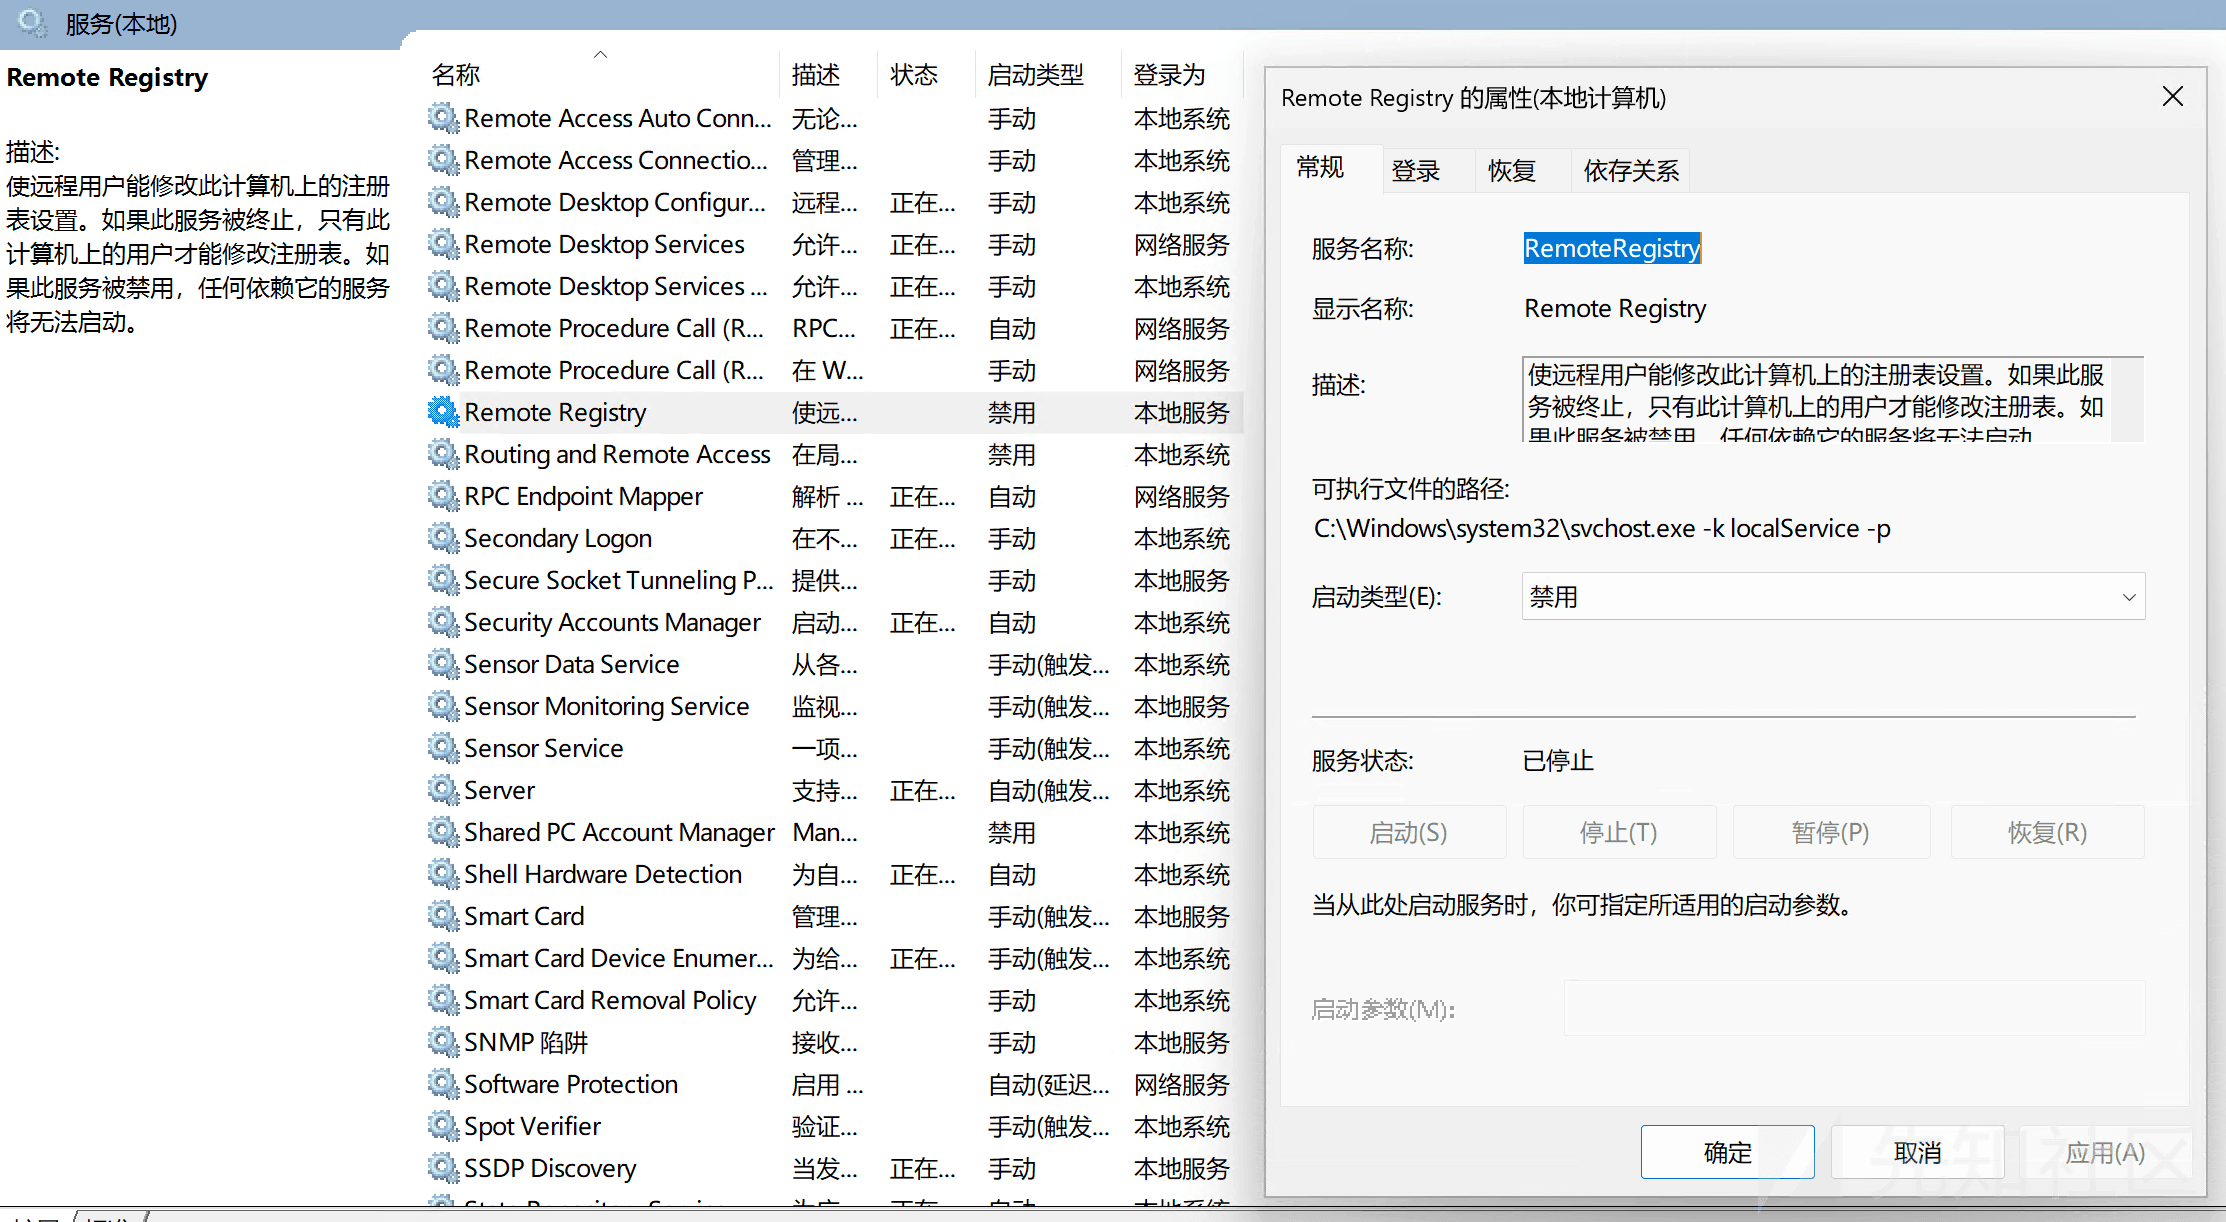 服务(本地)
Remote Registry
描述:
使远程用户能修改此计算机上的注册
表设置。如果此服务被终止，只有此
计算机上的用户才能修改注册表。如
果此服务被禁用，任何依赖它的服务
将无法启动。
名称 描述 状态 启动类型 登录为
Remote Access Auto Conn... 无论... 手动 本地系统
Remote Access Connectio... 管理... 手动 本地系统
Remote Desktop Configur... 远程... 正在... 手动 本地系统
Remote Desktop Services 允许... 正在... 手动 网络服务
Remote Desktop Services ... 允许... 正在... 手动 本地系统
Remote Procedure Call (R... RPC... 正在... 自动 网络服务
Remote Procedure Call (R... 在 W... 手动 网络服务
Remote Registry 使远... 禁用 本地服务
Routing and Remote Access 在局... 禁用 本地系统
RPC Endpoint Mapper 解析 ... 正在... 自动 网络服务
Secondary Logon 在不... 正在... 手动 本地系统
Secure Socket Tunneling P... 提供... 手动 本地服务
Security Accounts Manager 启动... 正在... 自动 本地系统
Sensor Data Service 从各... 手动(触发... 本地系统
Sensor Monitoring Service 监视... 手动(触发... 本地服务
Sensor Service 一项... 手动(触发... 本地系统
Server 支持... 正在... 自动(触发... 本地系统
Shared PC Account Manager Man... 禁用 本地系统
Shell Hardware Detection 为自... 正在... 自动 本地系统
Smart Card 管理... 手动(触发... 本地服务
Smart Card Device Enumer... 为给... 正在... 手动(触发... 本地系统
Smart Card Removal Policy 允许... 手动 本地系统
SNMP 陷阱 接收... 手动 本地服务
Software Protection 启用 ... 自动(延迟... 网络服务
Spot Verifier 验证... 手动(触发... 本地系统
SSDP Discovery 当发... 正在... 手动 本地服务
Remote Registry 的属性(本地计算机)
常规 登录 恢复 依存关系
服务名称: RemoteRegistry
显示名称: Remote Registry
描述:
使远程用户能修改此计算机上的注册表设置。如果此服
务被终止，只有此计算机上的用户才能修改注册表。如
果此服务被禁用，任何依赖它的服务将无法启动
可执行文件的路径:
C:\Windows\system32\svchost.exe -k localService -p
启动类型(E): 禁用
服务状态: 已停止
启动(S) 停止(T) 暂停(P) 恢复(R)
当从此处启动服务时，你可指定所适用的启动参数。
启动参数(M):
确定 取消 应用(A)
先知社区